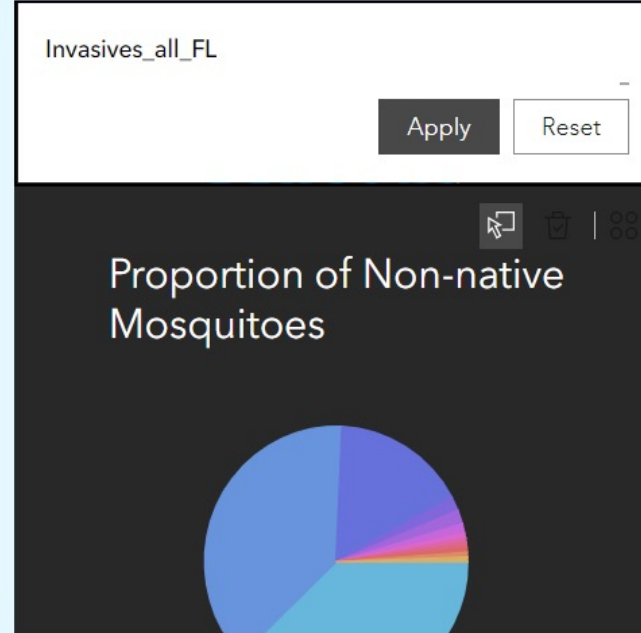 Invasives_all_FL
Apply
Reset
Proportion of Non-native
Mosquitoes